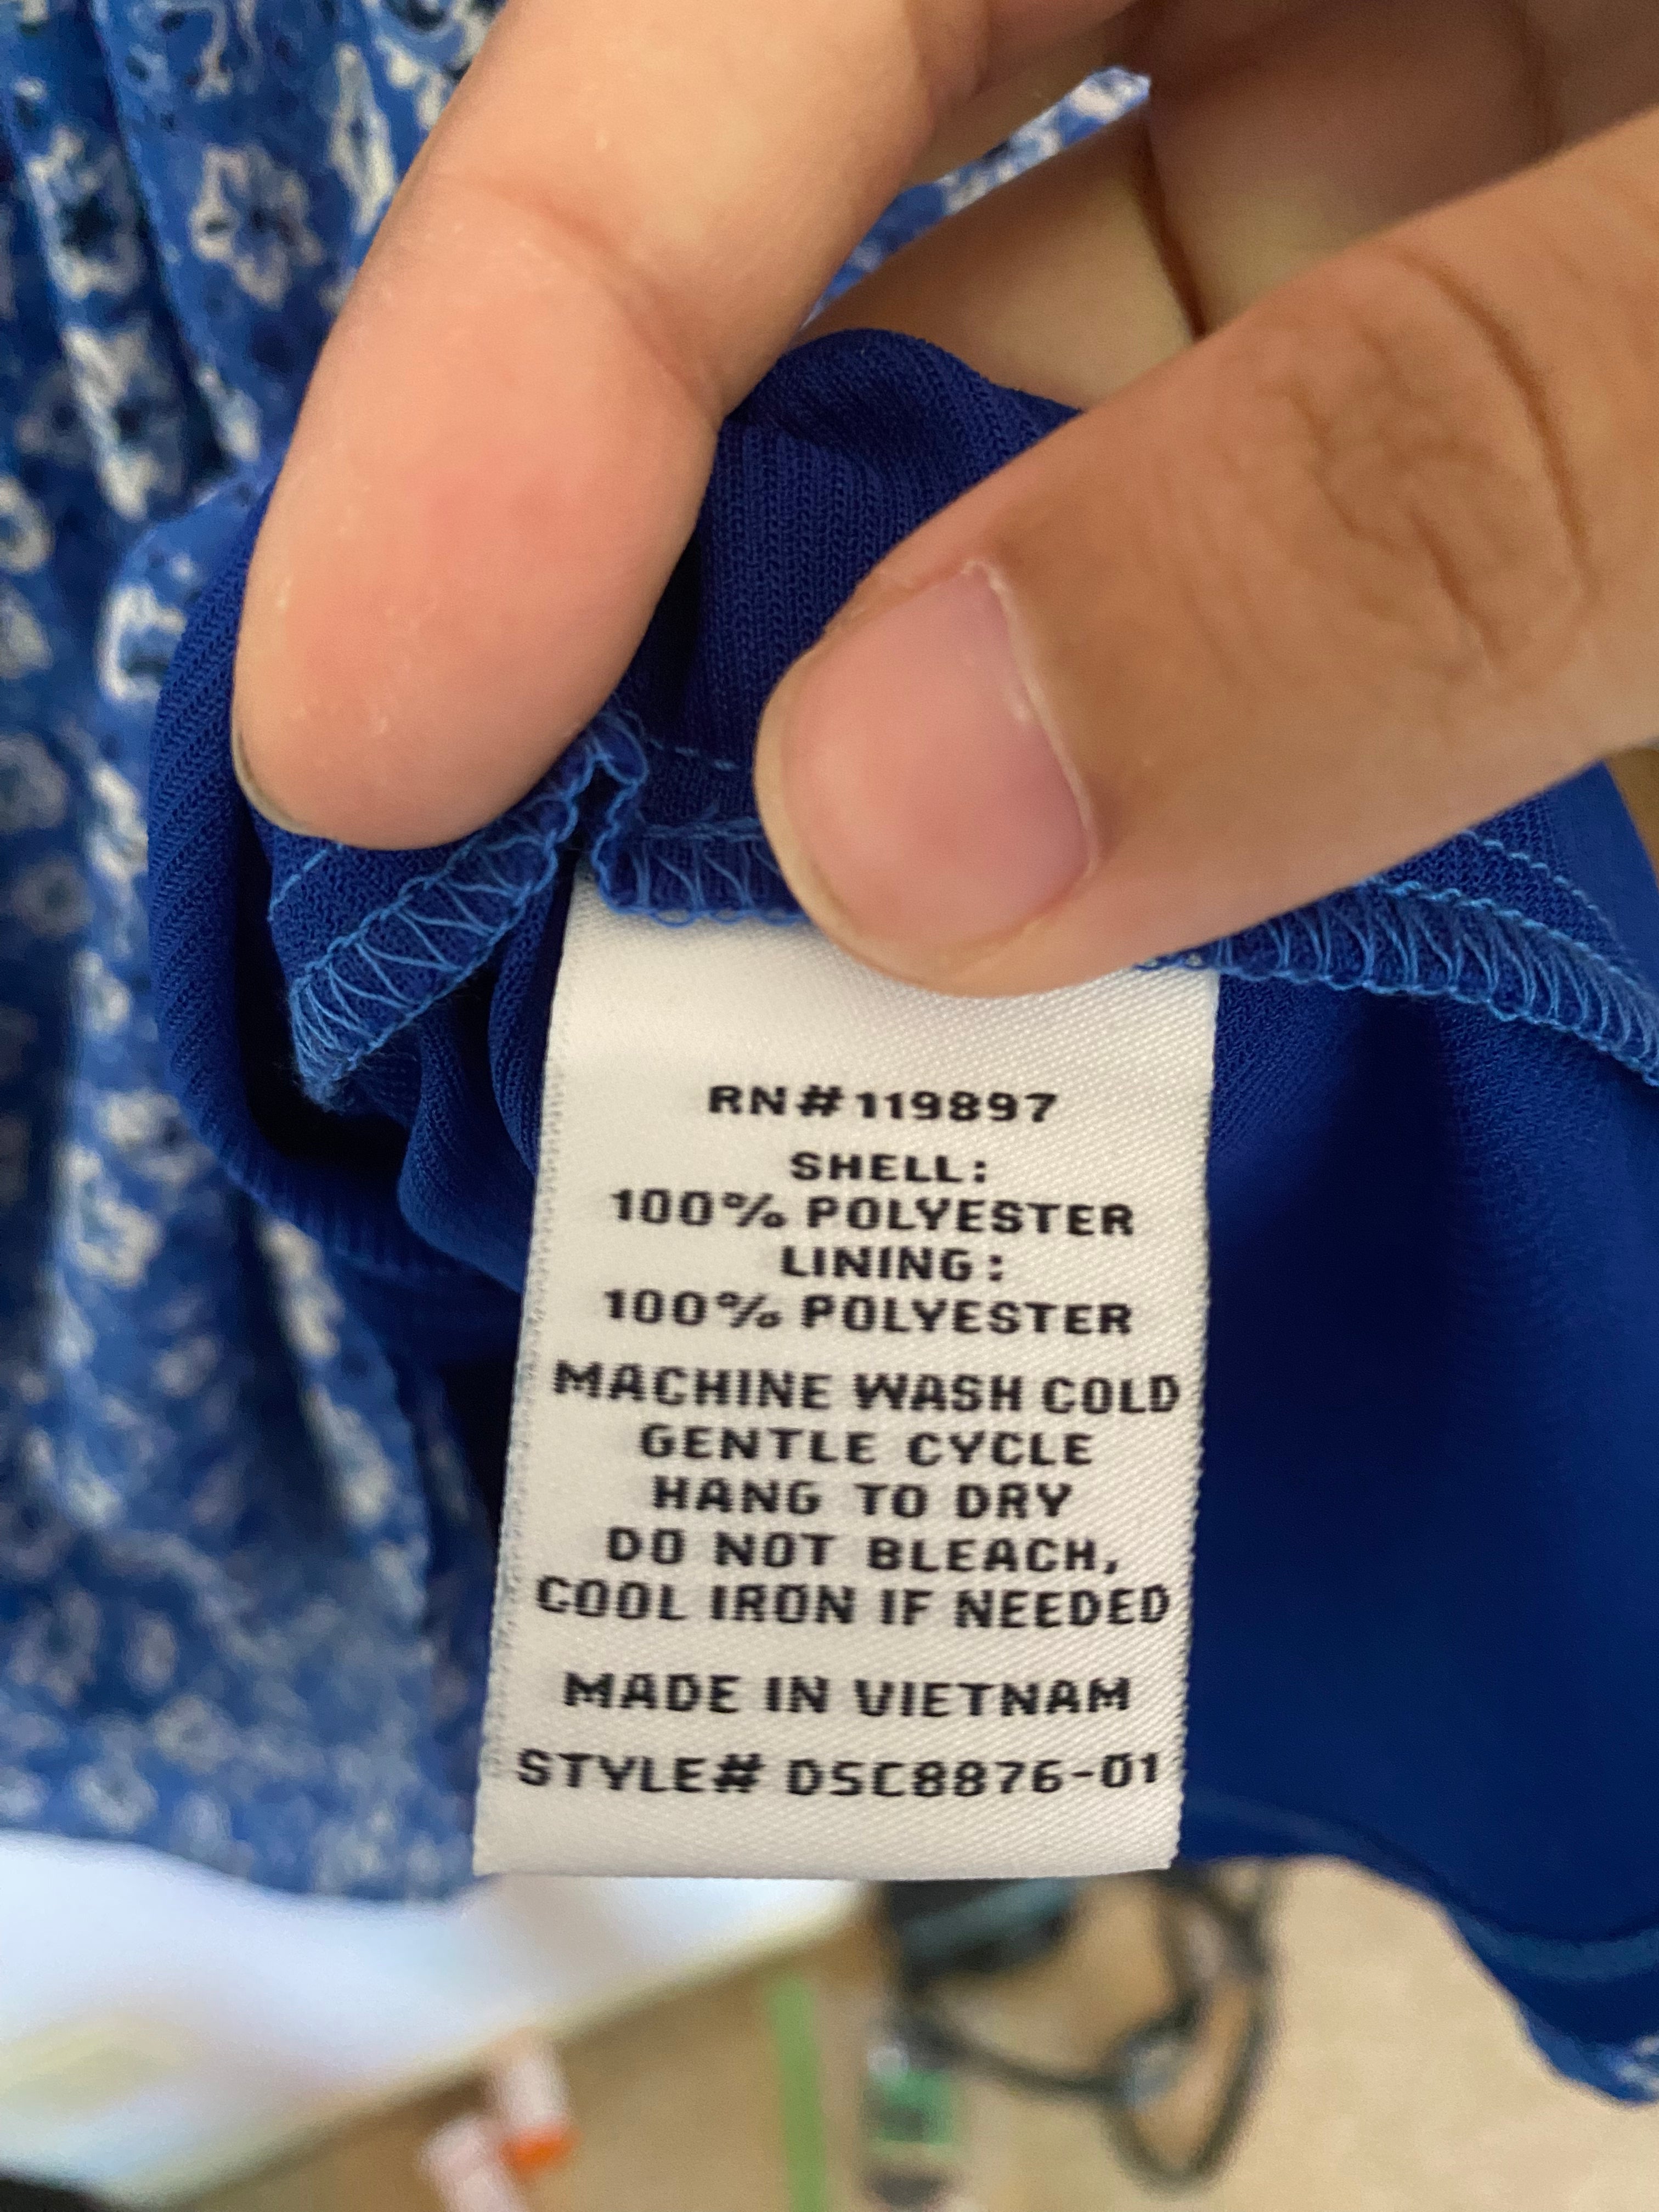 RN#119897
SHELL:
100% POLYESTER
LINING:
100% POLYESTER
MACHINE WASH COLD
GENTLE CYCLE
HANG TO DRY
DO NOT BLEACH,
COOL IRON IF NEEDED
MADE IN VIETNAM
STYLE# DSC8876-01